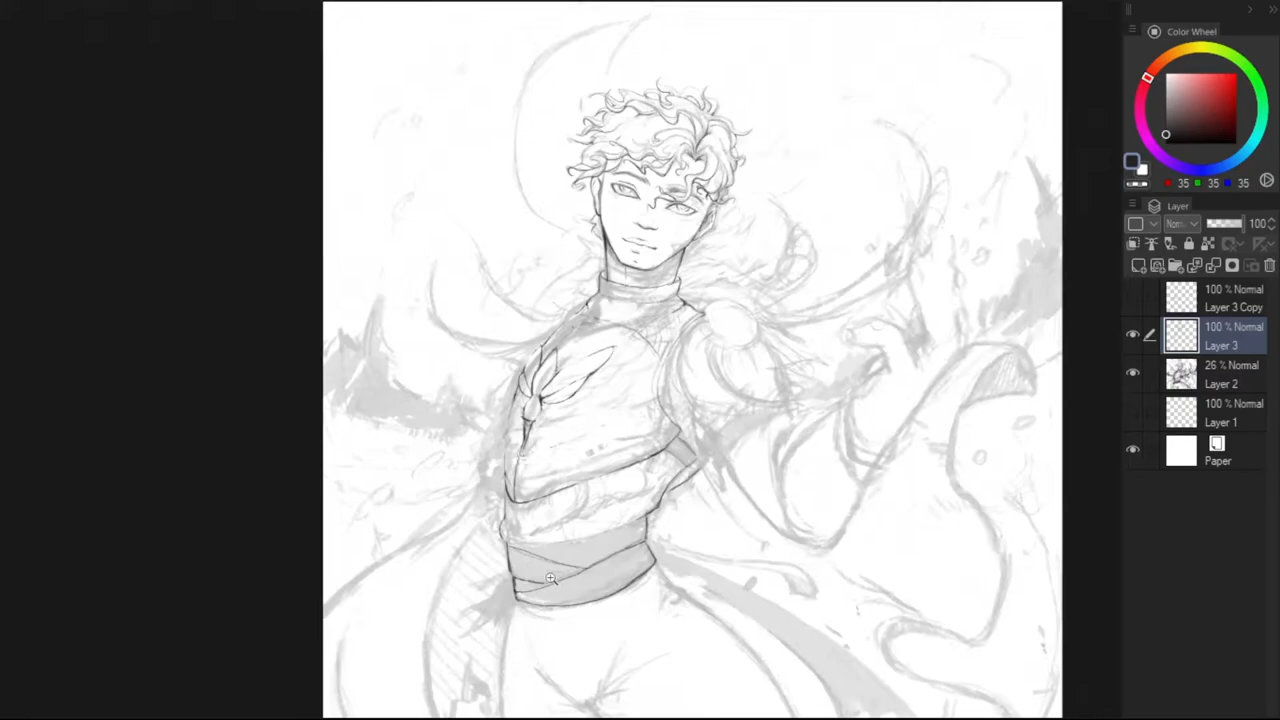 Color Wheel
35 35 35
Layer
Norm 100
100 % Normal
Layer 3 Copy
100 % Normal
Layer 3
26 % Normal
Layer 2
100 % Normal
Layer 1
Paper